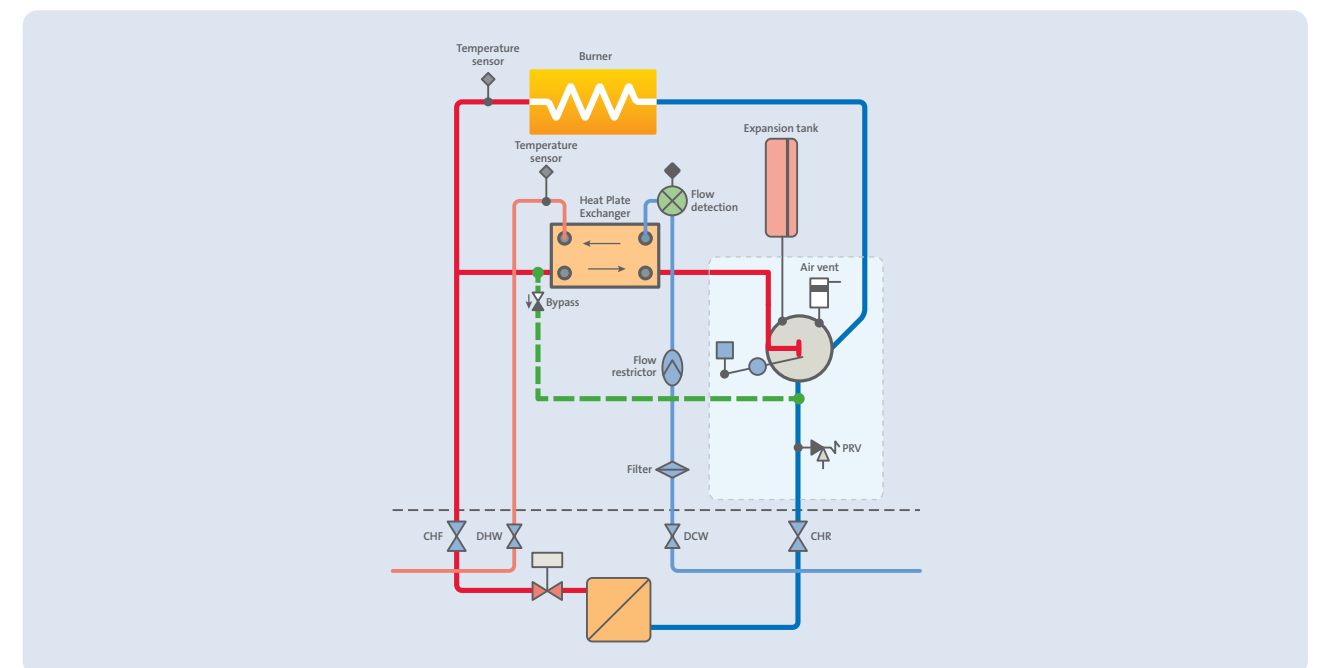 Temperature
sensor
Burner
Expansion tank
Temperature
sensor
Heat Plate
Exchanger
Flow
detection
Air vent
Bypass
Flow
restrictor
PRV
Filter
CHF
DHW
DCW
CHR